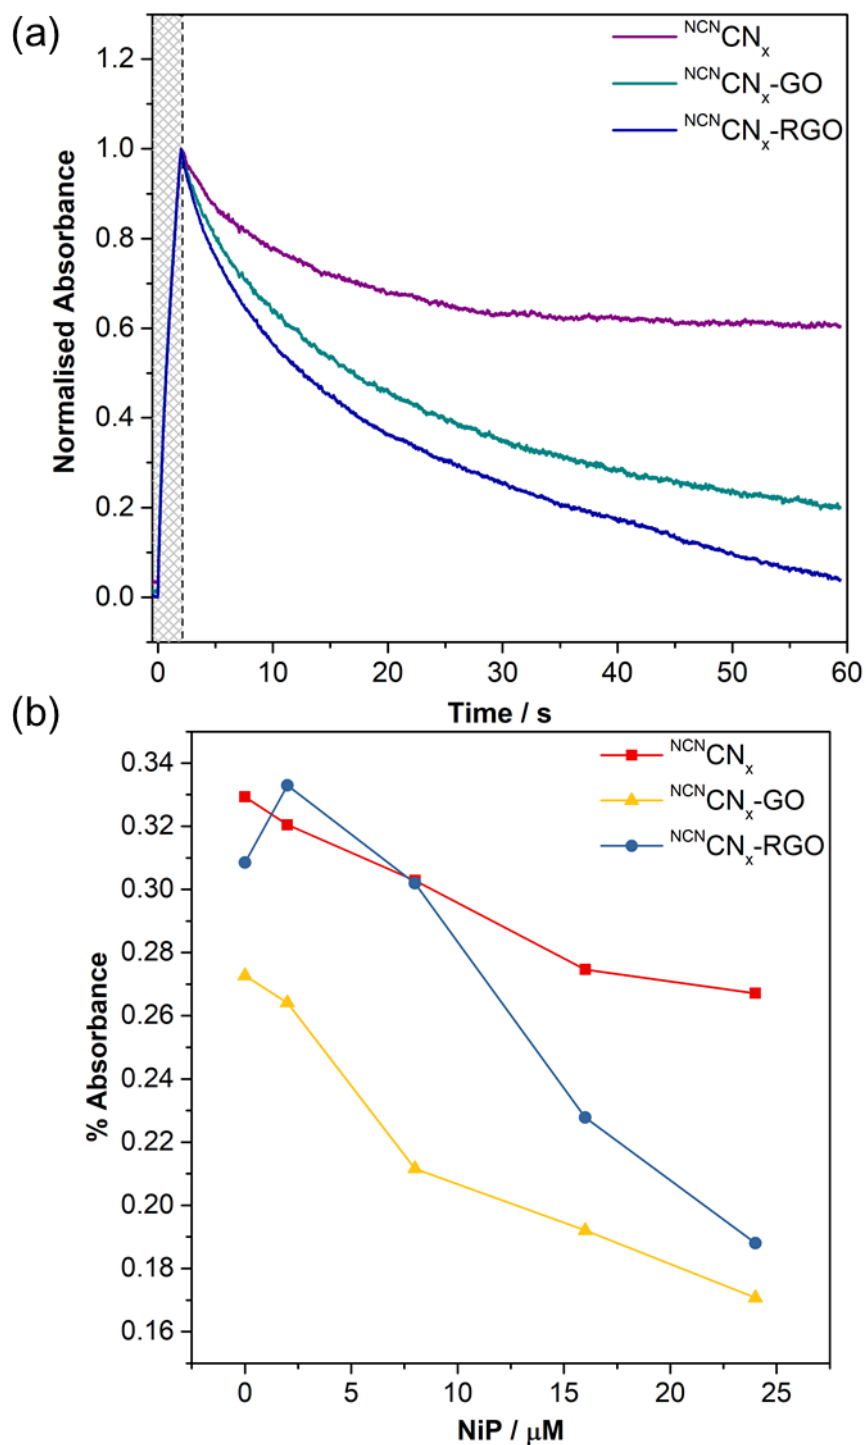 (a)
NCNCNx
NCNCNx-GO
NCNCNx-RGO
Normalised Absorbance
1.2
1.0
0.8
0.6
0.4
0.2
0.0
0 10 20 30 40 50 60
Time / s
(b)
NCNCNx
NCNCNx-GO
NCNCNx-RGO
% Absorbance
0.34
0.32
0.30
0.28
0.26
0.24
0.22
0.20
0.18
0.16
0 5 10 15 20 25
NiP / μM